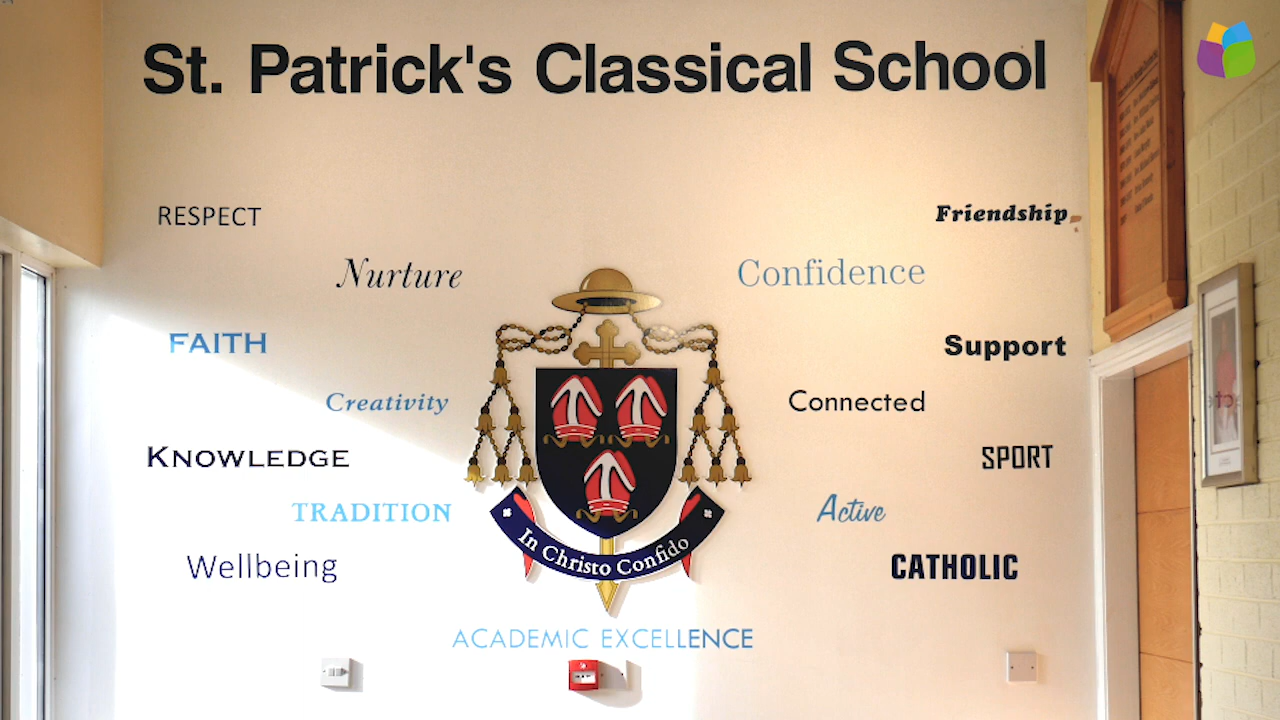 St. Patrick's Classical School
RESPECT
Friendship
Nurture
Confidence
FAITH
Support
Creativity
Connected
KNOWLEDGE
SPORT
TRADITION
Active
In Christo Confido
Wellbeing
CATHOLIC
ACADEMIC EXCELLENCE